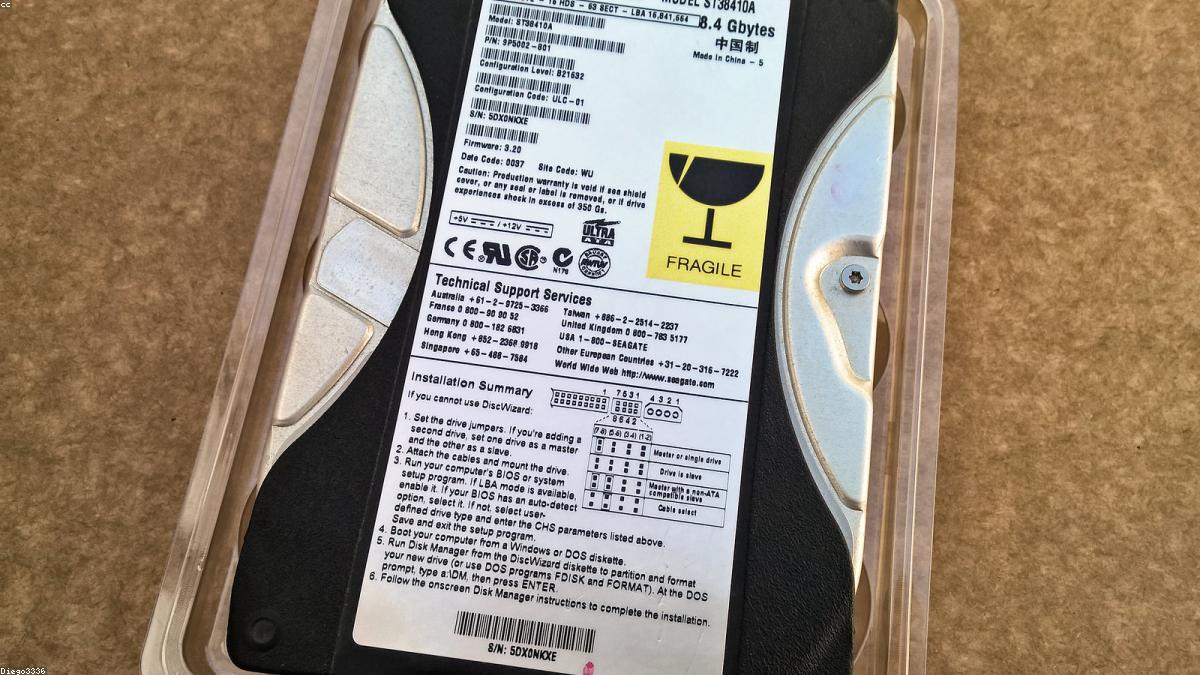 cc
MODEL ST38410A
16 HDS - 63 SECT - LBA 16,841,664
8.4 Gbytes
中国制
Made in China - 5
Model: ST38410A
P/N: 9P5002-801
Configuration Level: B21532
Configuration Code: ULC-01
S/N: 5DX0NKXE
Firmware: 3.20
Date Code: 0037 Site Code: WU
Caution: Production warranty is void if sea shield
cover, or any seal or label is removed, or if drive
experiences shock in excess of 350 Gs.
+5V / +12V
ULTRA
ATA
CE
N176
FRAGILE
Technical Support Services
Australia +61-2-9725-3366
France 0 800-90 90 52
Germany 0 800-182 6831
Hong Kong +852-2368 9918
Singapore +65-488-7584
Taiwan +886-2-2514-2237
United Kingdom 0 800-783 5177
USA 1-800-SEAGATE
Other European Countries +31-20-316-7222
World Wide Web http://www.seagate.com
Installation Summary
If you cannot use DiscWizard:
1. Set the drive jumpers. If you're adding a
second drive, set one drive as a master
and the other as a slave.
2. Attach the cables and mount the drive.
3. Run your computer's BIOS or system
setup program. If LBA mode is available,
enable it. If your BIOS has an auto-detect
option, select it. If not, select user-
defined drive type and enter the CHS parameters listed above.
Save and exit the setup program.
4. Boot your computer from a Windows or DOS diskette.
5. Run Disk Manager from the DiscWizard diskette to partition and format
your new drive (or use DOS programs FDISK and FORMAT). At the DOS
prompt, type a:\DM, then press ENTER.
6. Follow the onscreen Disk Manager instructions to complete the installation.
1 7531 4321
8642
(7-8) (5-6) (3-4) (1-2)
Master or single drive
Drive is slave
Master with a non-ATA
compatible slave
Cable select
S/N: 5DX0NKXE
Diego3336